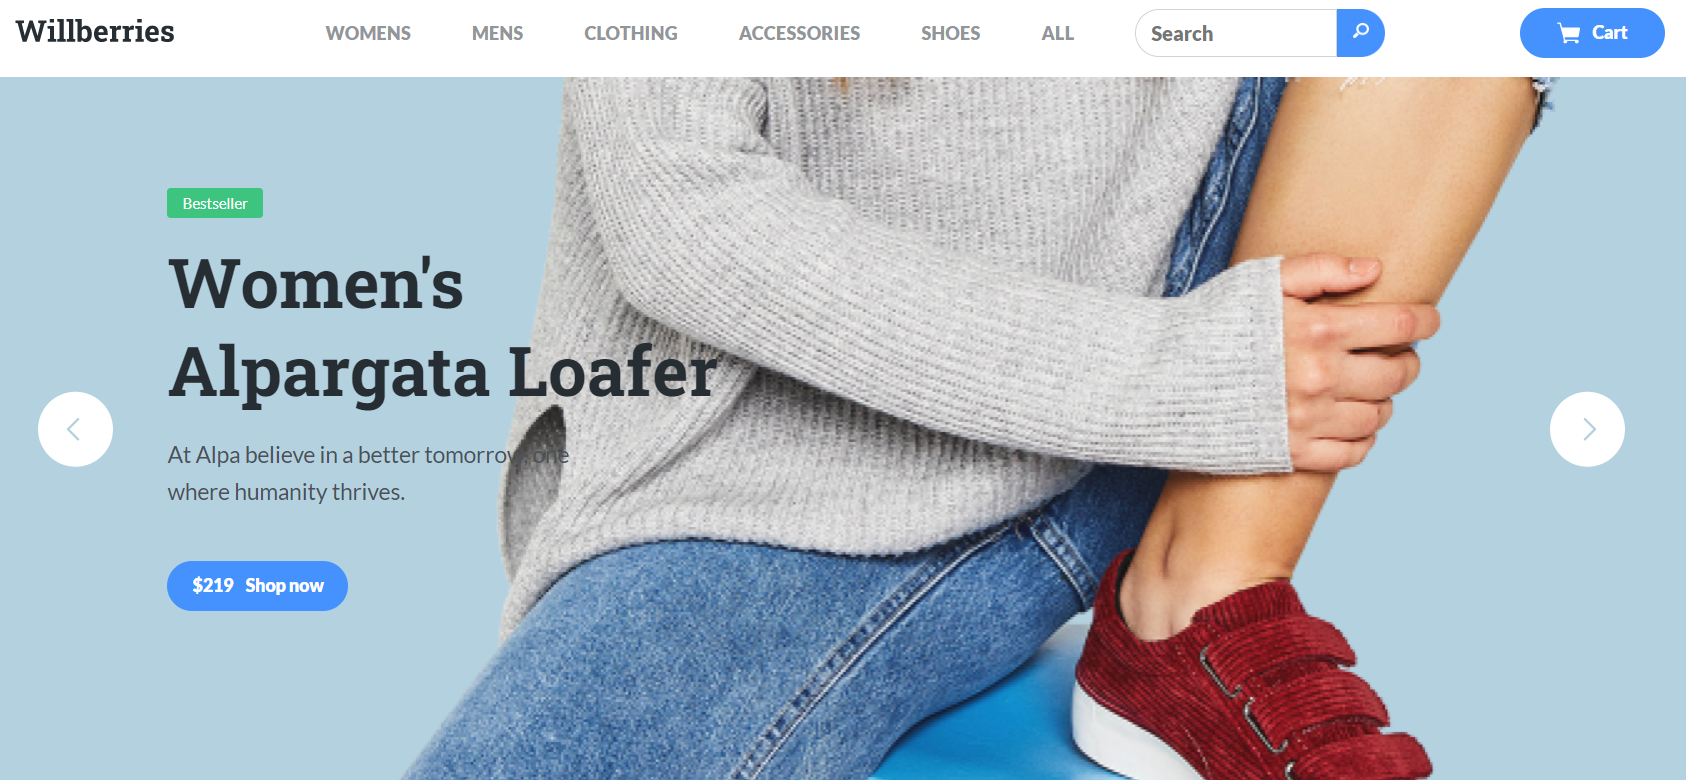 Willberries
WOMENS
MENS
CLOTHING
ACCESSORIES
SHOES
ALL
Search
Cart
Bestseller
Women's
Alpargata Loafer
At Alpa believe in a better tomorrow, one
where humanity thrives.
$219 Shop now